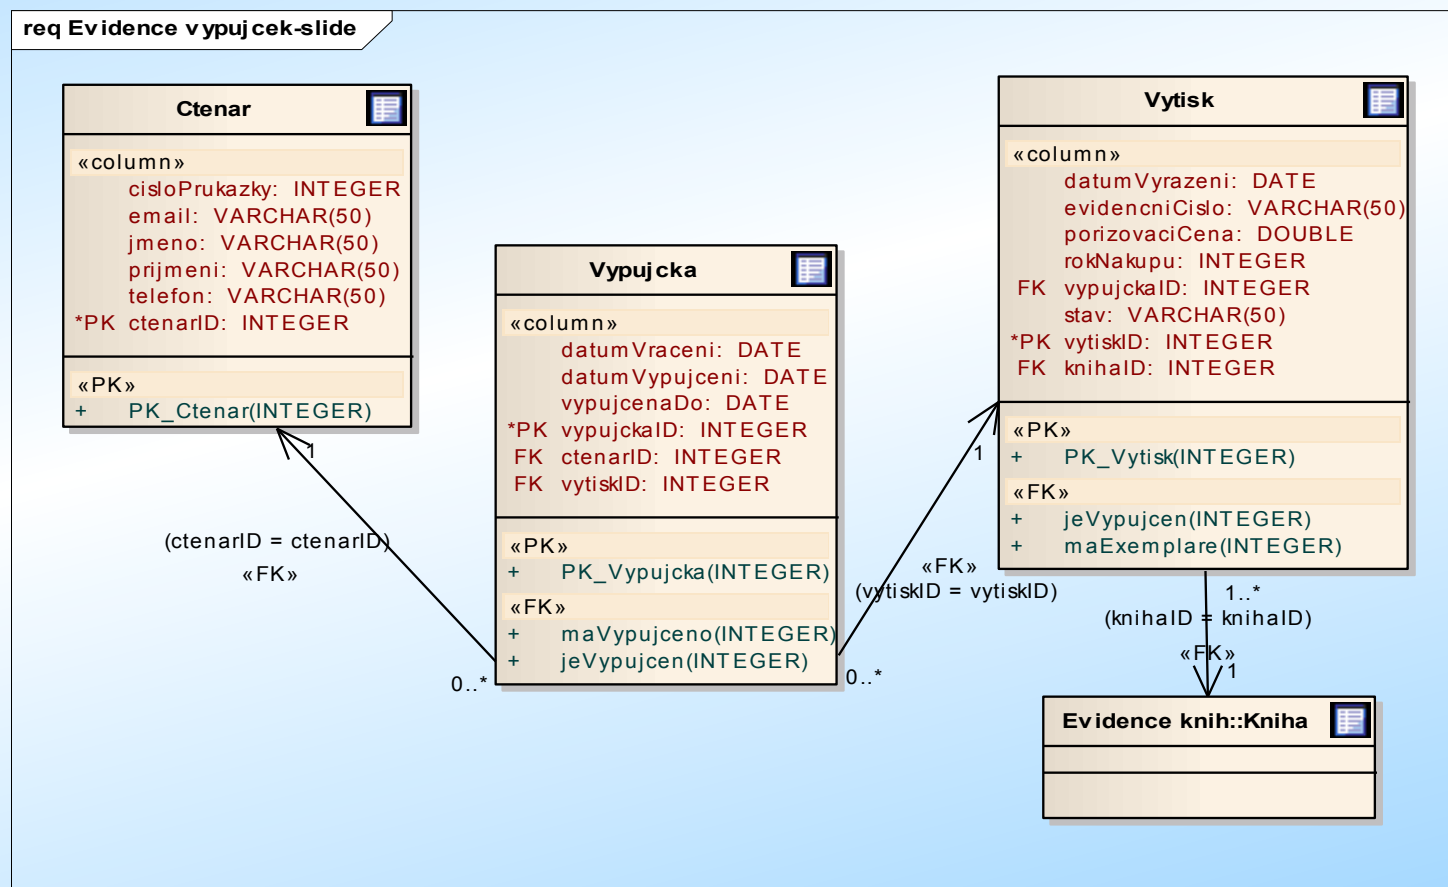 req Evidence vypujcek-slide
Ctenar
«column»
cisloPrukazky: INTEGER
email: VARCHAR(50)
jmeno: VARCHAR(50)
prijmeni: VARCHAR(50)
telefon: VARCHAR(50)
*PK ctenarID: INTEGER
«PK»
+ PK_Ctenar(INTEGER)
1
(ctenarID = ctenarID)
«FK»
0..*
Vypujcka
«column»
datumVraceni: DATE
datumVypujceni: DATE
vypujcenaDo: DATE
*PK vypujckaID: INTEGER
FK ctenarID: INTEGER
FK vytiskID: INTEGER
«PK»
+ PK_Vypujcka(INTEGER)
«FK»
+ maVypujceno(INTEGER)
+ jeVypujcen(INTEGER)
0..*
«FK»
(vytiskID = vytiskID)
1
Vytisk
«column»
datumVyrazeni: DATE
evidencniCislo: VARCHAR(50)
porizovaciCena: DOUBLE
rokNakupu: INTEGER
FK vypujckaID: INTEGER
stav: VARCHAR(50)
*PK vytiskID: INTEGER
FK knihaID: INTEGER
«PK»
+ PK_Vytisk(INTEGER)
«FK»
+ jeVypujcen(INTEGER)
+ maExemplare(INTEGER)
1..*
(knihaID = knihaID)
«FK»
1
Evidence knih::Kniha